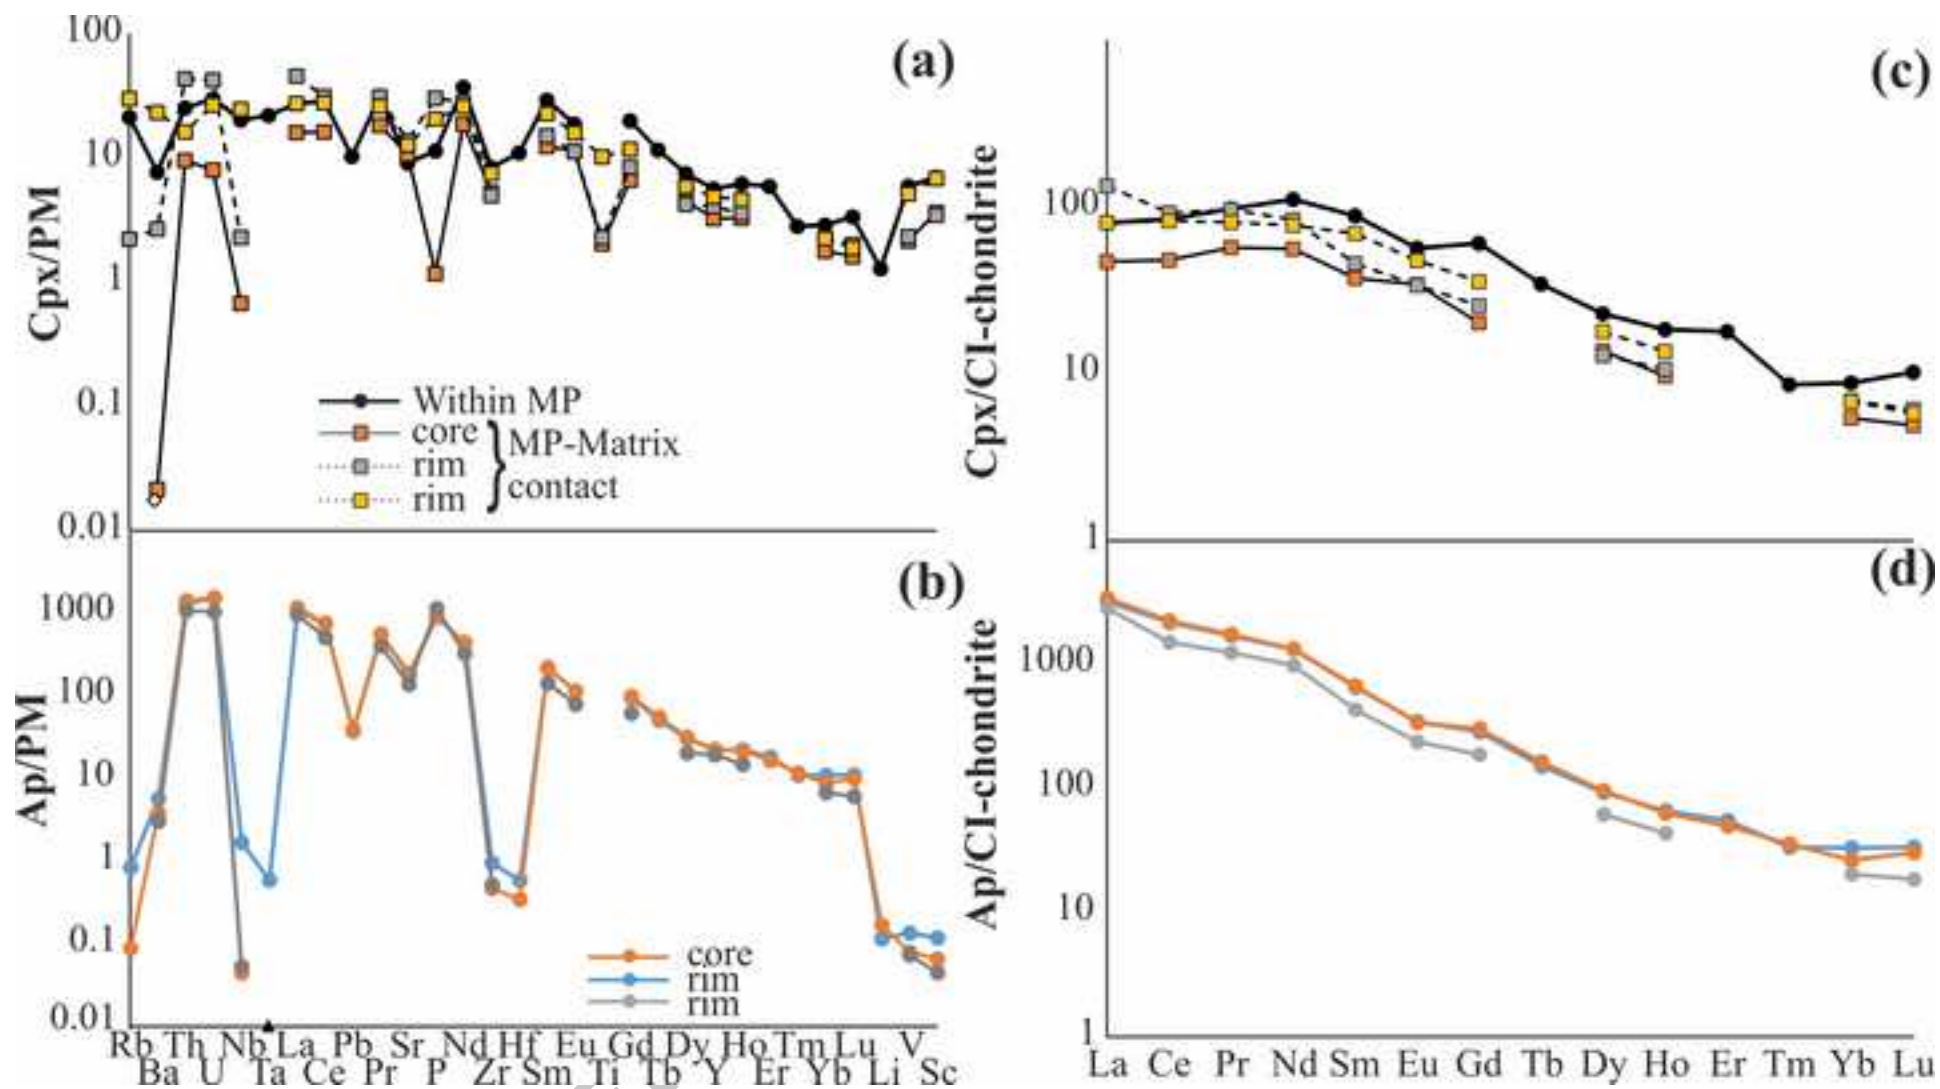 (a)
100
10
1
0.1
0.01
Cpx/PM
Within MP
core
rim
rim
MP-Matrix
contact
(c)
100
10
1
Cpx/CI-chondrite
(b)
1000
100
10
1
0.1
0.01
Ap/PM
core
rim
rim
Rb Th Nb La Pb Sr Nd Hf Eu Gd Dy Ho Tm Lu V
Ba U Ta Ce Pr P Zr Sm Ti Tb Y Er Yb Li Sc
(d)
1000
100
10
1
Ap/CI-chondrite
La Ce Pr Nd Sm Eu Gd Tb Dy Ho Er Tm Yb Lu